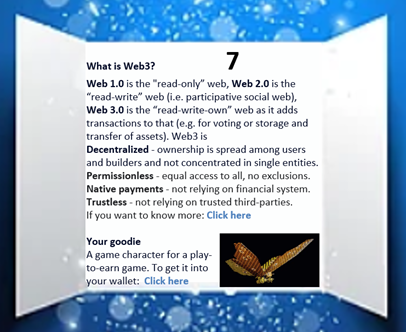 7
What is Web3?
Web 1.0 is the "read-only" web, Web 2.0 is the
"read-write" web (i.e. participative social web),
Web 3.0 is the "read-write-own" web as it adds
transactions to that (e.g. for voting or storage and
transfer of assets). Web3 is
Decentralized - ownership is spread among users
and builders and not concentrated in single entities.
Permissionless - equal access to all, no exclusions.
Native payments - not relying on financial system.
Trustless - not relying on trusted third-parties.
If you want to know more: Click here
Your goodie
A game character for a play-
to-earn game. To get it into
your wallet: Click here